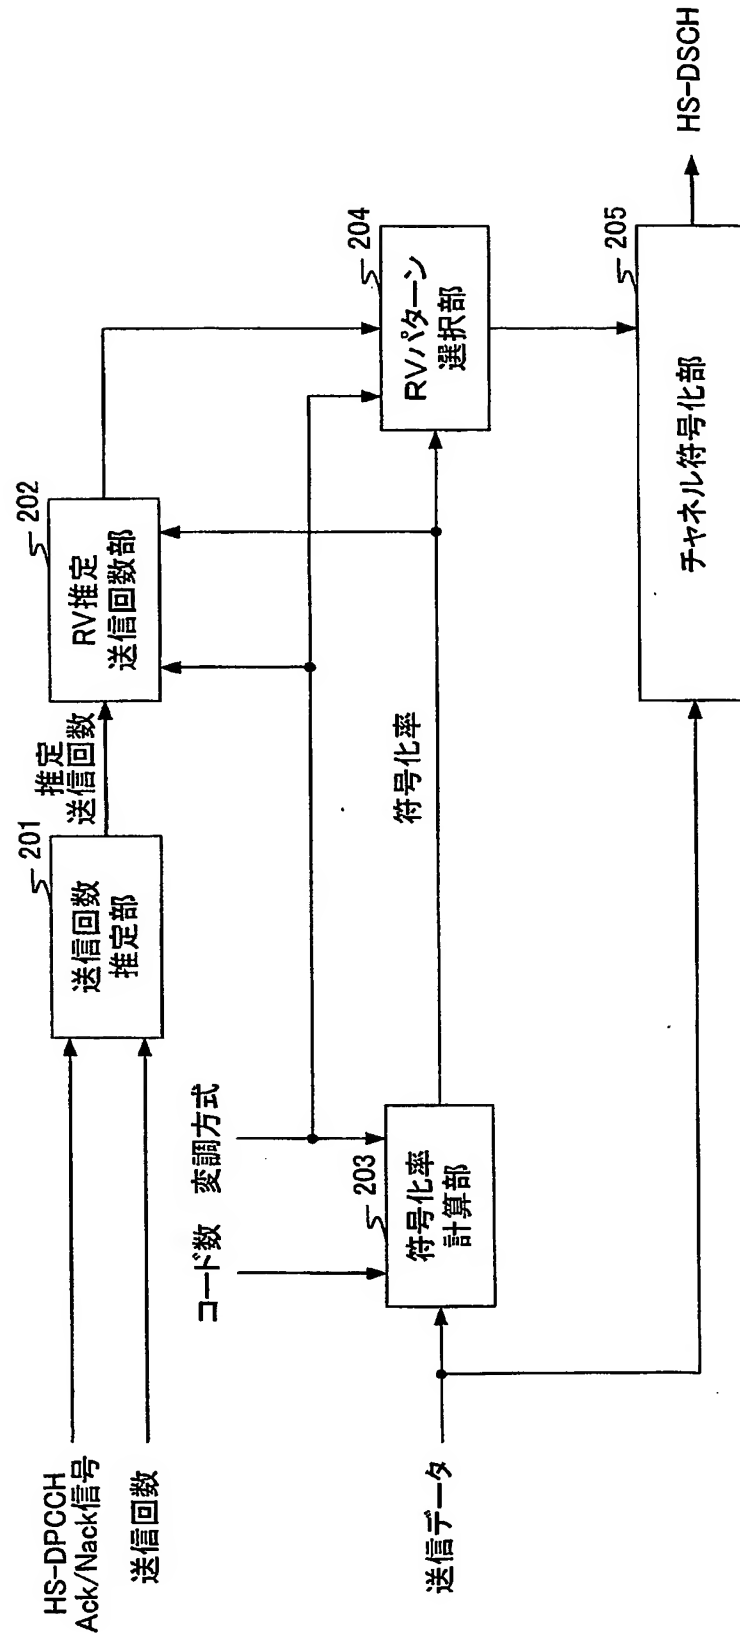 HS-DPCCH
Ack/Nack信号
送信回数
201
送信回数
推定部
推定
送信回数
202
RV推定
送信回数部
コード数
変調方式
送信データ
203
符号化率
計算部
符号化率
204
RVパターン
選択部
205
チャネル符号化部
HS-DSCH